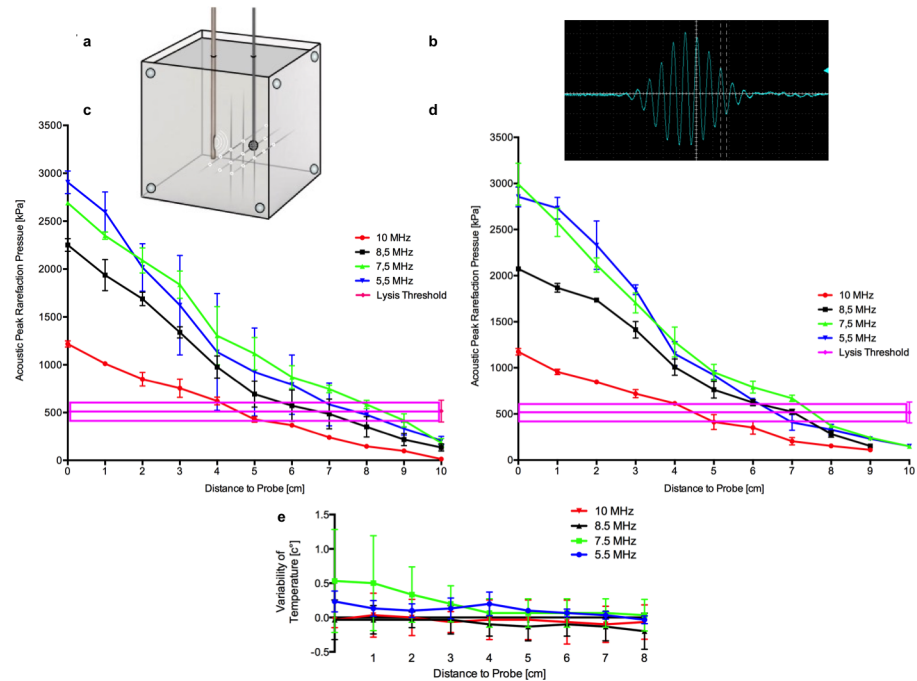 a
b
c
3500
3000
2500
2000
1500
1000
500
0
Acoustic Peak Rarefaction Pressue [kPa]
10 MHz
8,5 MHz
7,5 MHz
5,5 MHz
Lysis Threshold
0 1 2 3 4 5 6 7 8 9 10
Distance to Probe [cm]
d
3500
3000
2500
2000
1500
1000
500
0
Acoustic Peak Rarefaction Pressue [kPa]
10 MHz
8,5 MHz
7,5 MHz
5,5 MHz
Lysis Threshold
0 1 2 3 4 5 6 7 8 9 10
Distance to Probe [cm]
e
1.5
1.0
0.5
0.0
-0.5
Variability of
Temperature [c°]
10 MHz
8.5 MHz
7.5 MHz
5.5 MHz
1 2 3 4 5 6 7 8
Distance to Probe [cm]